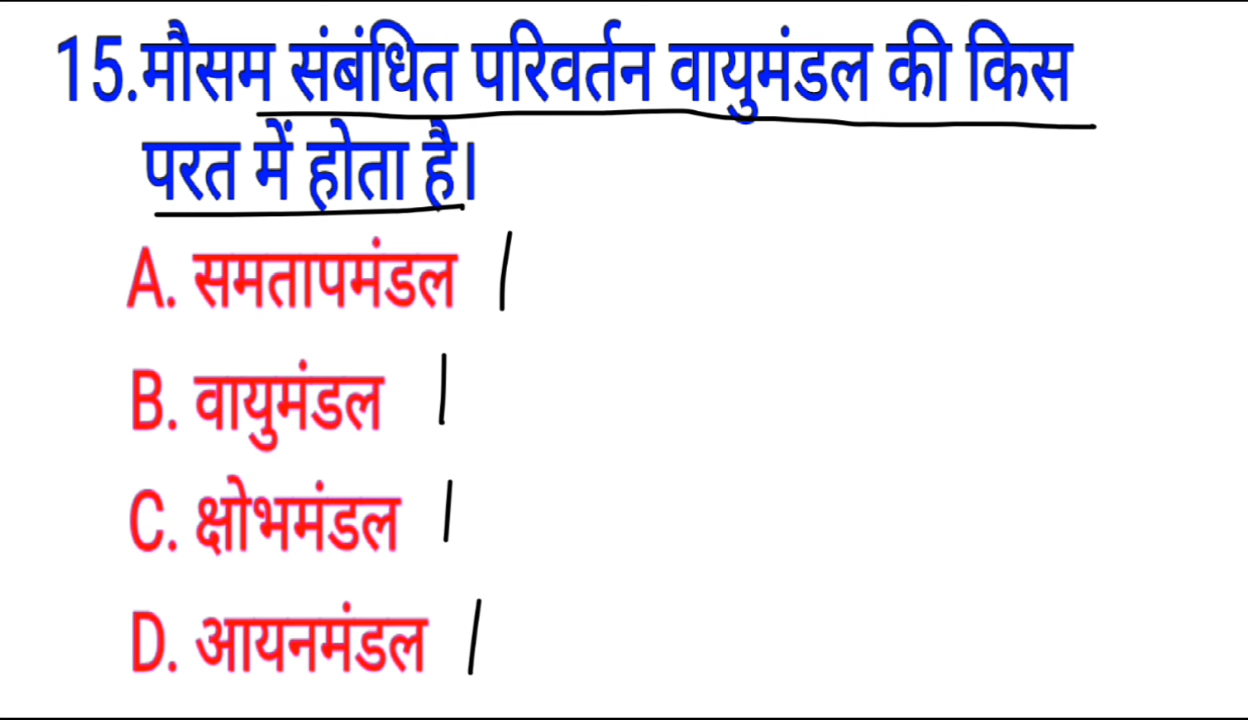 15.मौसम संबंधित परिवर्तन वायुमंडल की किस
परत में होता है।
A. समतापमंडल
B. वायुमंडल
C. क्षोभमंडल
D. आयनमंडल